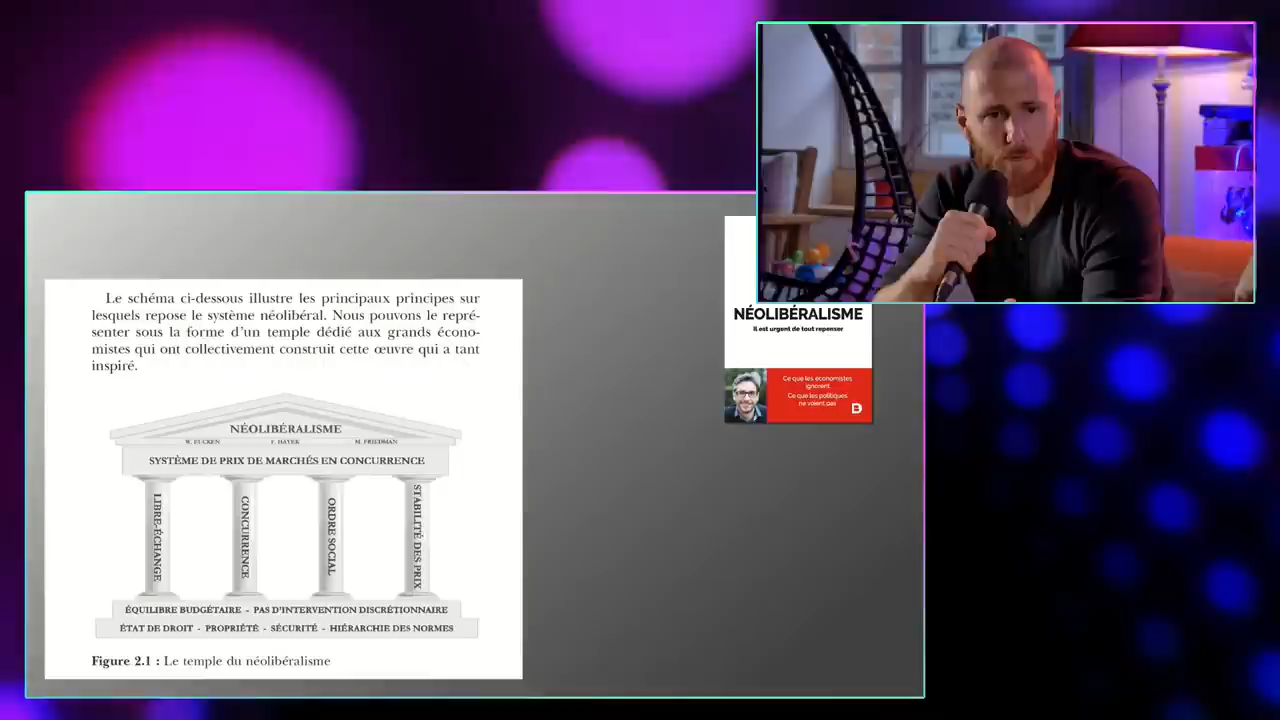 Le schéma ci-dessous illustre les principaux principes sur
lesquels repose le système néolibéral. Nous pouvons le repré-
senter sous la forme d'un temple dédié aux grands écono-
mistes qui ont collectivement construit cette œuvre qui a tant
inspiré.
NÉOLIBÉRALISME
W. EUCKEN F. HAYEK M. FRIEDMAN
SYSTÈME DE PRIX DE MARCHÉS EN CONCURRENCE
LIBRE-ÉCHANGE
CONCURRENCE
ORDRE SOCIAL
STABILITÉ DES PRIX
ÉQUILIBRE BUDGÉTAIRE - PAS D'INTERVENTION DISCRÉTIONNAIRE
ÉTAT DE DROIT - PROPRIÉTÉ - SÉCURITÉ - HIÉRARCHIE DES NORMES
Figure 2.1 : Le temple du néolibéralisme
NÉOLIBÉRALISME
Il est urgent de tout repenser
Ce que les économistes
ignorent
Ce que les politiques
ne voient pas